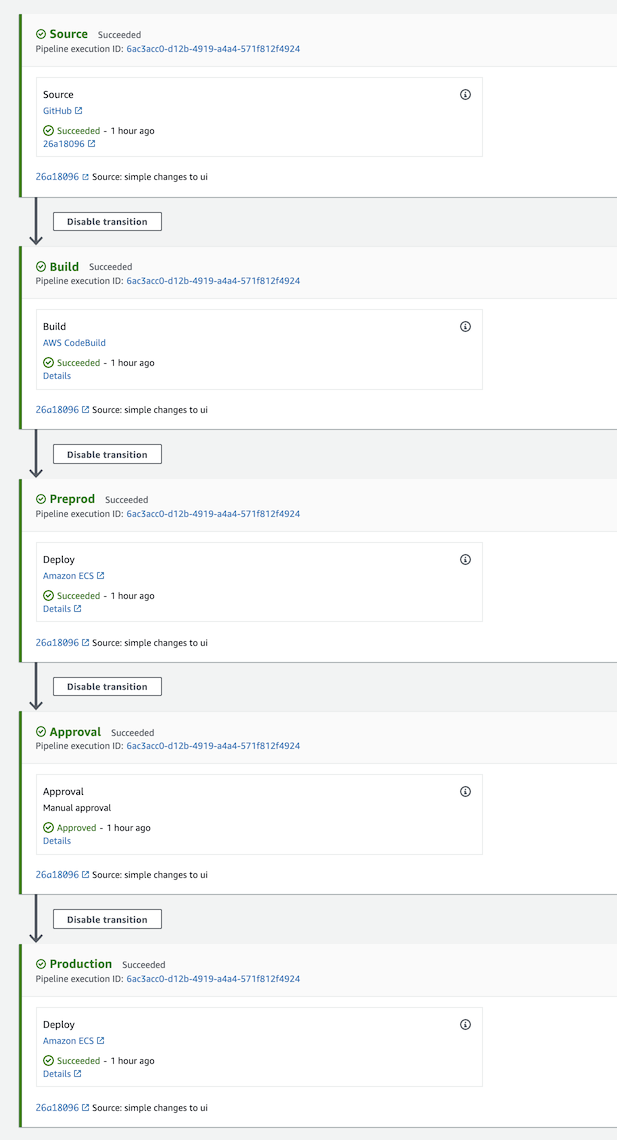 Source Succeeded
Pipeline execution ID: 6ac3acc0-d12b-4919-a4a4-571f812f4924
Source
GitHub
Succeeded - 1 hour ago
26a18096
26a18096 Source: simple changes to ui
Disable transition
Build Succeeded
Pipeline execution ID: 6ac3acc0-d12b-4919-a4a4-571f812f4924
Build
AWS CodeBuild
Succeeded - 1 hour ago
Details
26a18096 Source: simple changes to ui
Disable transition
Preprod Succeeded
Pipeline execution ID: 6ac3acc0-d12b-4919-a4a4-571f812f4924
Deploy
Amazon ECS
Succeeded - 1 hour ago
Details
26a18096 Source: simple changes to ui
Disable transition
Approval Succeeded
Pipeline execution ID: 6ac3acc0-d12b-4919-a4a4-571f812f4924
Approval
Manual approval
Approved - 1 hour ago
Details
26a18096 Source: simple changes to ui
Disable transition
Production Succeeded
Pipeline execution ID: 6ac3acc0-d12b-4919-a4a4-571f812f4924
Deploy
Amazon ECS
Succeeded - 1 hour ago
Details
26a18096 Source: simple changes to ui